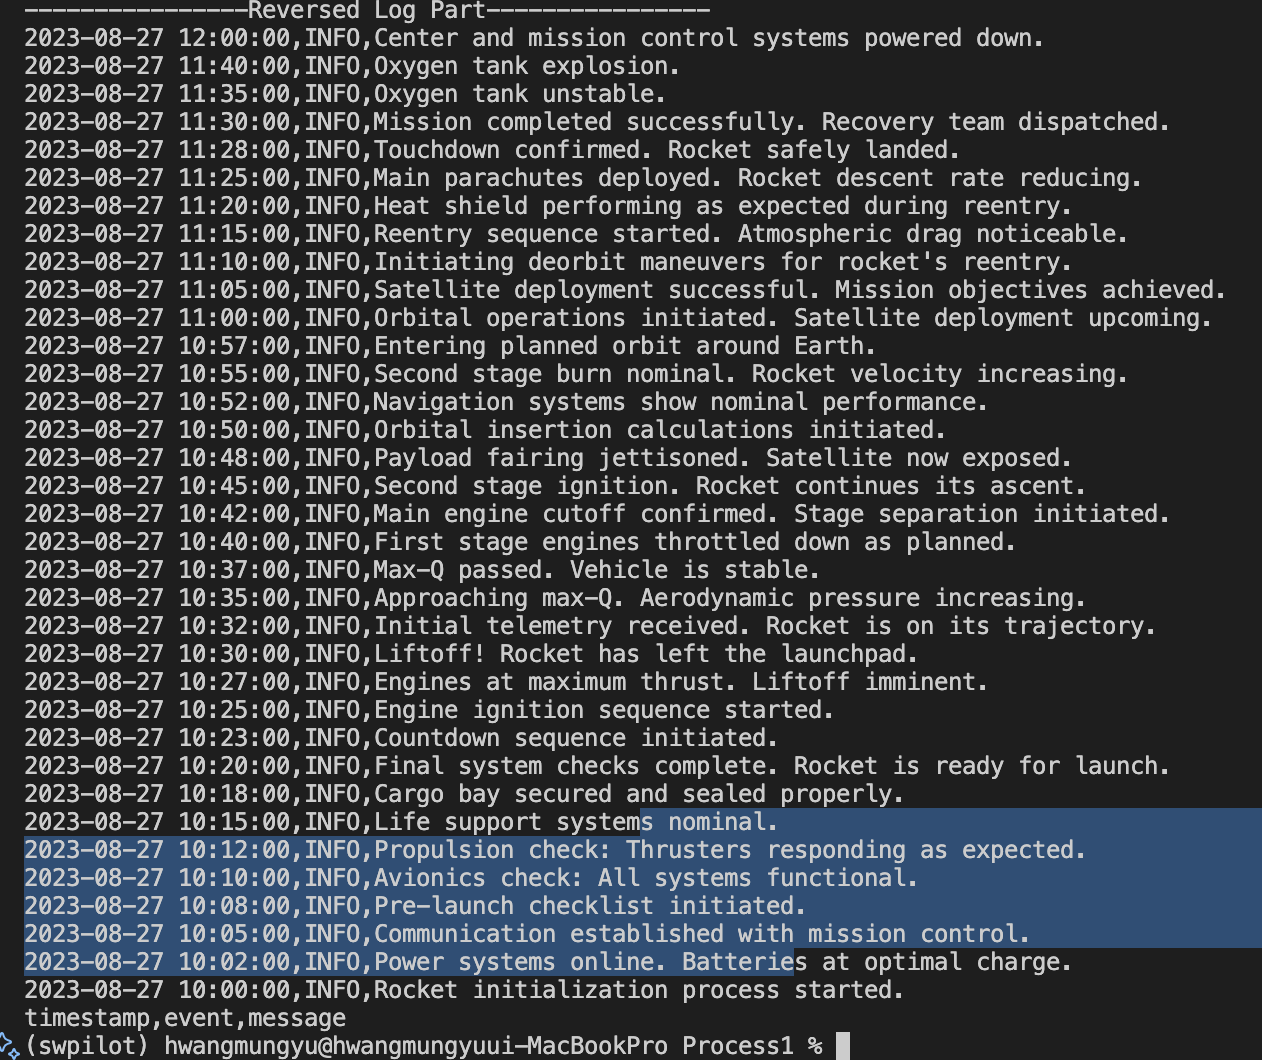 ----------------Reversed Log Part----------------
2023-08-27 12:00:00,INFO,Center and mission control systems powered down.
2023-08-27 11:40:00,INFO,Oxygen tank explosion.
2023-08-27 11:35:00,INFO,Oxygen tank unstable.
2023-08-27 11:30:00,INFO,Mission completed successfully. Recovery team dispatched.
2023-08-27 11:28:00,INFO,Touchdown confirmed. Rocket safely landed.
2023-08-27 11:25:00,INFO,Main parachutes deployed. Rocket descent rate reducing.
2023-08-27 11:20:00,INFO,Heat shield performing as expected during reentry.
2023-08-27 11:15:00,INFO,Reentry sequence started. Atmospheric drag noticeable.
2023-08-27 11:10:00,INFO,Initiating deorbit maneuvers for rocket's reentry.
2023-08-27 11:05:00,INFO,Satellite deployment successful. Mission objectives achieved.
2023-08-27 11:00:00,INFO,Orbital operations initiated. Satellite deployment upcoming.
2023-08-27 10:57:00,INFO,Entering planned orbit around Earth.
2023-08-27 10:55:00,INFO,Second stage burn nominal. Rocket velocity increasing.
2023-08-27 10:52:00,INFO,Navigation systems show nominal performance.
2023-08-27 10:50:00,INFO,Orbital insertion calculations initiated.
2023-08-27 10:48:00,INFO,Payload fairing jettisoned. Satellite now exposed.
2023-08-27 10:45:00,INFO,Second stage ignition. Rocket continues its ascent.
2023-08-27 10:42:00,INFO,Main engine cutoff confirmed. Stage separation initiated.
2023-08-27 10:40:00,INFO,First stage engines throttled down as planned.
2023-08-27 10:37:00,INFO,Max-Q passed. Vehicle is stable.
2023-08-27 10:35:00,INFO,Approaching max-Q. Aerodynamic pressure increasing.
2023-08-27 10:32:00,INFO,Initial telemetry received. Rocket is on its trajectory.
2023-08-27 10:30:00,INFO,Liftoff! Rocket has left the launchpad.
2023-08-27 10:27:00,INFO,Engines at maximum thrust. Liftoff imminent.
2023-08-27 10:25:00,INFO,Engine ignition sequence started.
2023-08-27 10:23:00,INFO,Countdown sequence initiated.
2023-08-27 10:20:00,INFO,Final system checks complete. Rocket is ready for launch.
2023-08-27 10:18:00,INFO,Cargo bay secured and sealed properly.
2023-08-27 10:15:00,INFO,Life support systems nominal.
2023-08-27 10:12:00,INFO,Propulsion check: Thrusters responding as expected.
2023-08-27 10:10:00,INFO,Avionics check: All systems functional.
2023-08-27 10:08:00,INFO,Pre-launch checklist initiated.
2023-08-27 10:05:00,INFO,Communication established with mission control.
2023-08-27 10:02:00,INFO,Power systems online. Batteries at optimal charge.
2023-08-27 10:00:00,INFO,Rocket initialization process started.
timestamp,event,message
(swpilot) hwangmungyu@hwangmungyuui-MacBookPro Process1 %